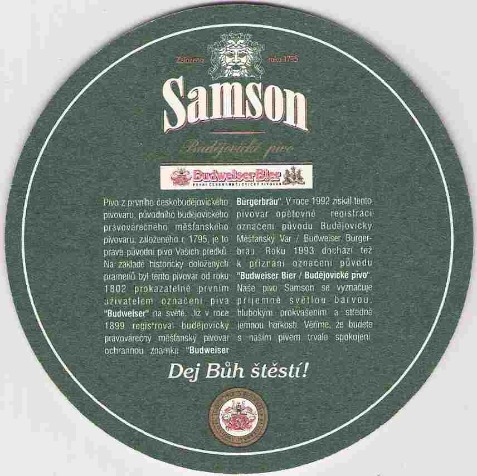 Založeno roku 1795
Samson
Budějovické pivo
Budweiser Bier
PRVNÍ ČESKOBUDĚJOVICKÝ PIVOVAR
Pivo z prvního českobudějovického
pivovaru, původního budějovického
právovárečného měšťanského
pivovaru, založeného r. 1795, je to
pravé původní pivo Vašich předků.
Na základě historicky doložených
pramenů byl tento pivovar od roku
1802 prokazatelně prvním
uživatelem označení piva
"Budweiser" na světě. Již v roce
1899 registroval budějovický
právovárečný měšťanský pivovar
ochrannou známku "Budweiser
Bürgerbräu". V roce 1992 získal tento
pivovar opětovně registraci
označení původu Budějovický
Měšťanský Var / Budweiser Bürger-
bräu. Roku 1993 dochází též
k přiznání označení původu
"Budweiser Bier / Budějovické pivo".
Naše pivo Samson se vyznačuje
příjemně světlou barvou,
hlubokým prokvašením a středně
jemnou hořkostí. Věříme, že budete
s naším pivem trvale spokojeni.
Dej Bůh štěstí!